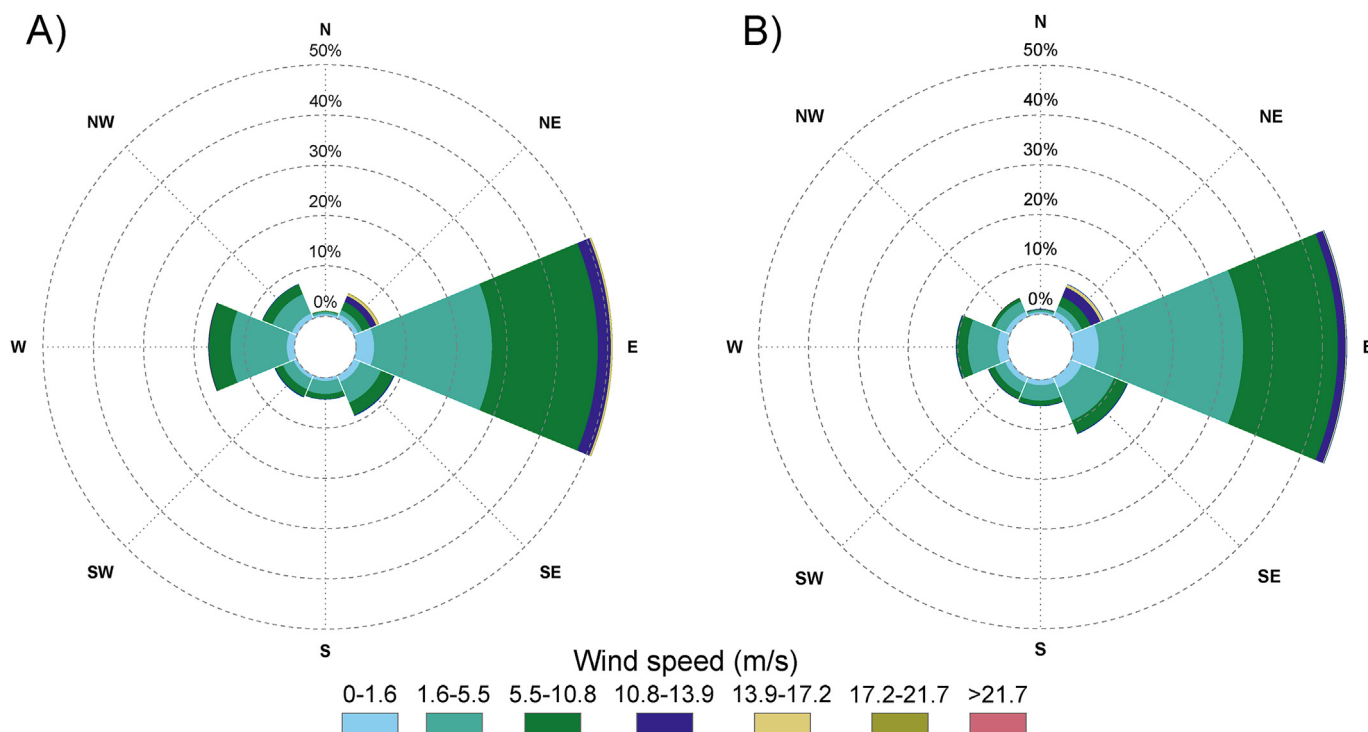 A)
N
50%
40%
30%
20%
10%
0%
NW
NE
W
E
SW
SE
S
B)
N
50%
40%
30%
20%
10%
0%
NW
NE
W
E
SW
SE
S
Wind speed (m/s)
0-1.6 1.6-5.5 5.5-10.8 10.8-13.9 13.9-17.2 17.2-21.7 >21.7